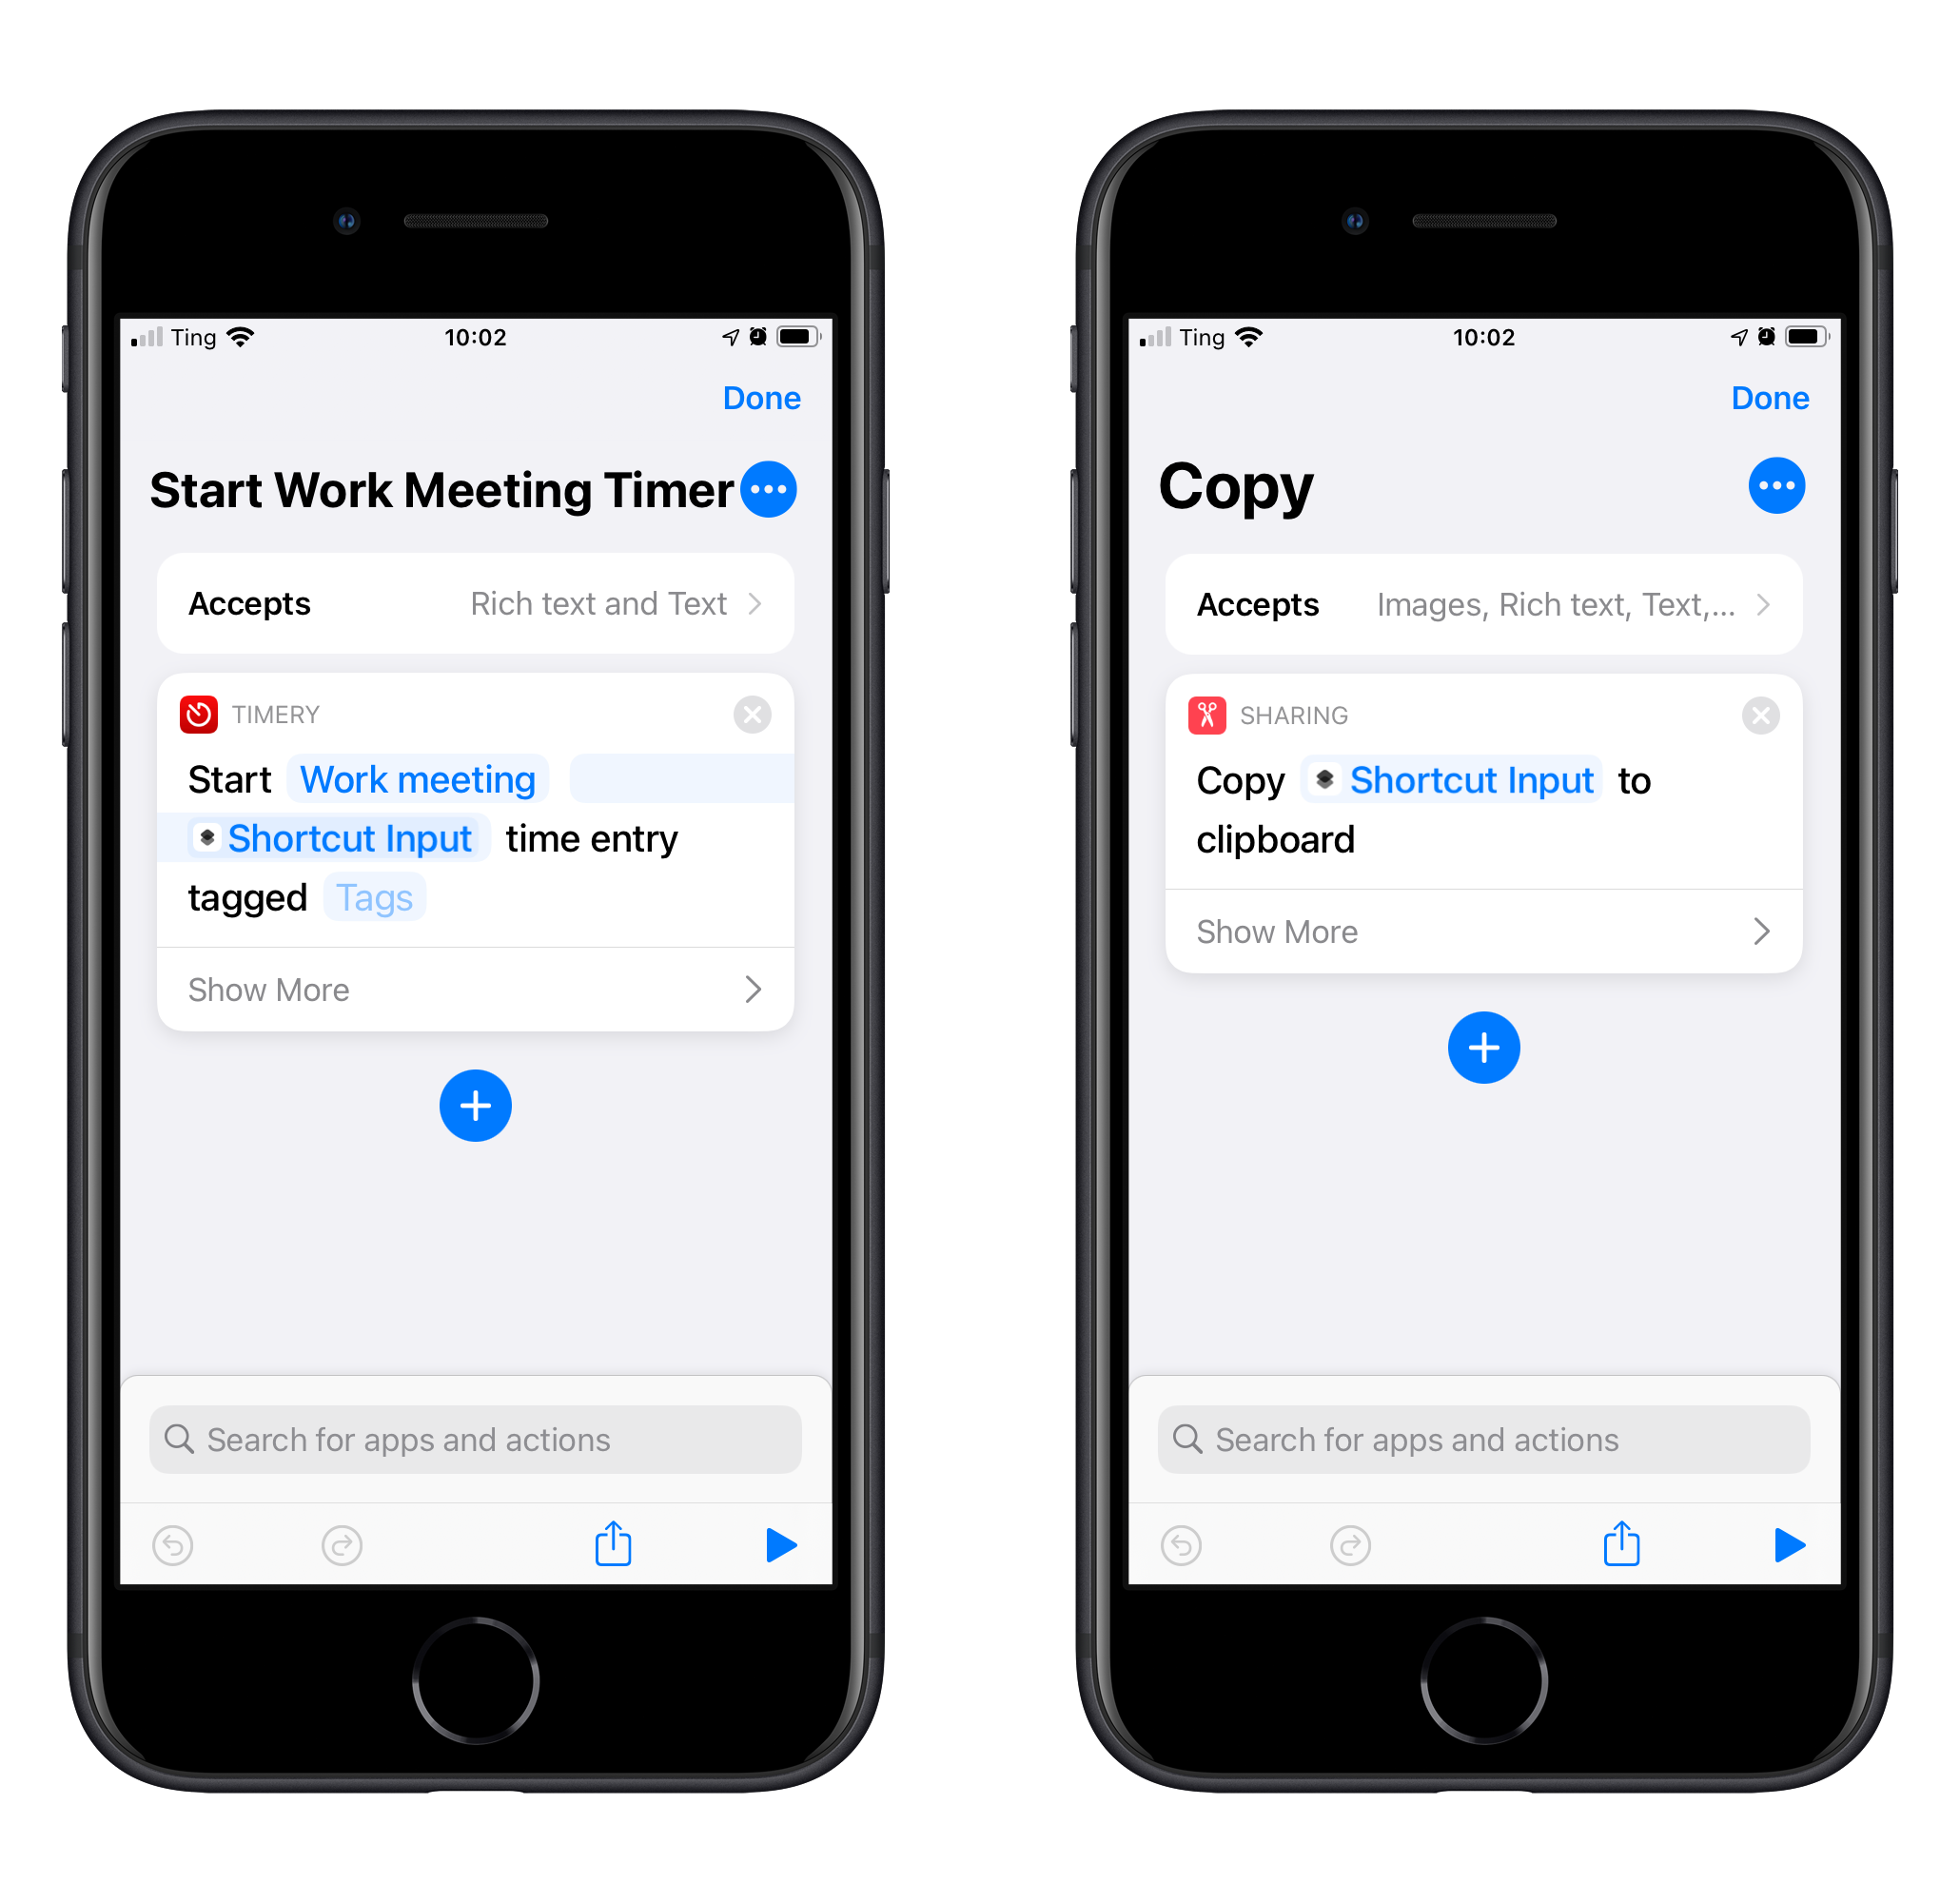 Ting 10:02
Done
Start Work Meeting Timer
Accepts Rich text and Text
TIMERY
Start Work meeting
Shortcut Input time entry
tagged Tags
Show More
Search for apps and actions
Ting 10:02
Done
Copy
Accepts Images, Rich text, Text,...
SHARING
Copy Shortcut Input to
clipboard
Show More
Search for apps and actions